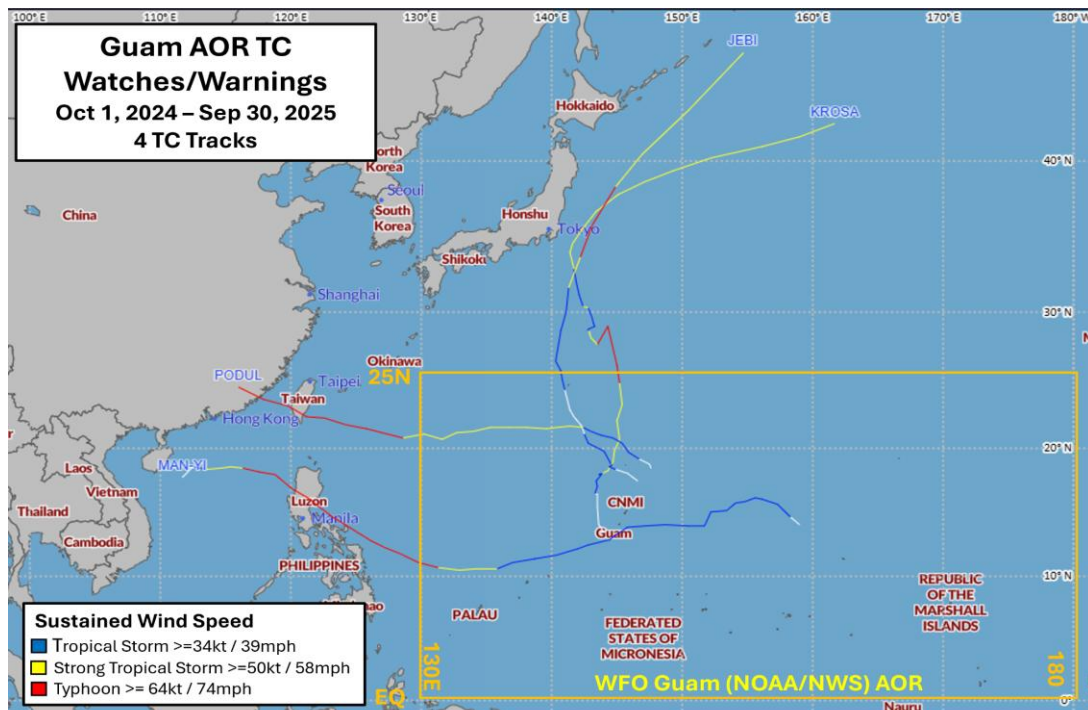 100°E
110°E
120°E
130°E
140°E
150°E
160°E
170°E
180°W
Guam AOR TC
Watches/Warnings
Oct 1, 2024 – Sep 30, 2025
4 TC Tracks
JEBI
Hokkaido
KROSA
North
Korea
40°N
Seoul
South
Korea
China
Honshu
Tokyo
Shikoku
Shanghai
30°N
Okinawa
PODUL
25N
Taipei
Taiwan
Hong Kong
20°N
MAN-YI
Laos
Vietnam
Luzon
CNMI
Thailand
Manila
Guam
Cambodia
PHILIPPINES
10°N
REPUBLIC
OF THE
MARSHALL
ISLANDS
PALAU
FEDERATED
STATES OF
MICRONESIA
Sustained Wind Speed
Tropical Storm >=34kt / 39mph
Strong Tropical Storm >=50kt / 58mph
Typhoon >= 64kt / 74mph
130E
180
WFO Guam (NOAA/NWS) AOR
EQ
0°
Nauru